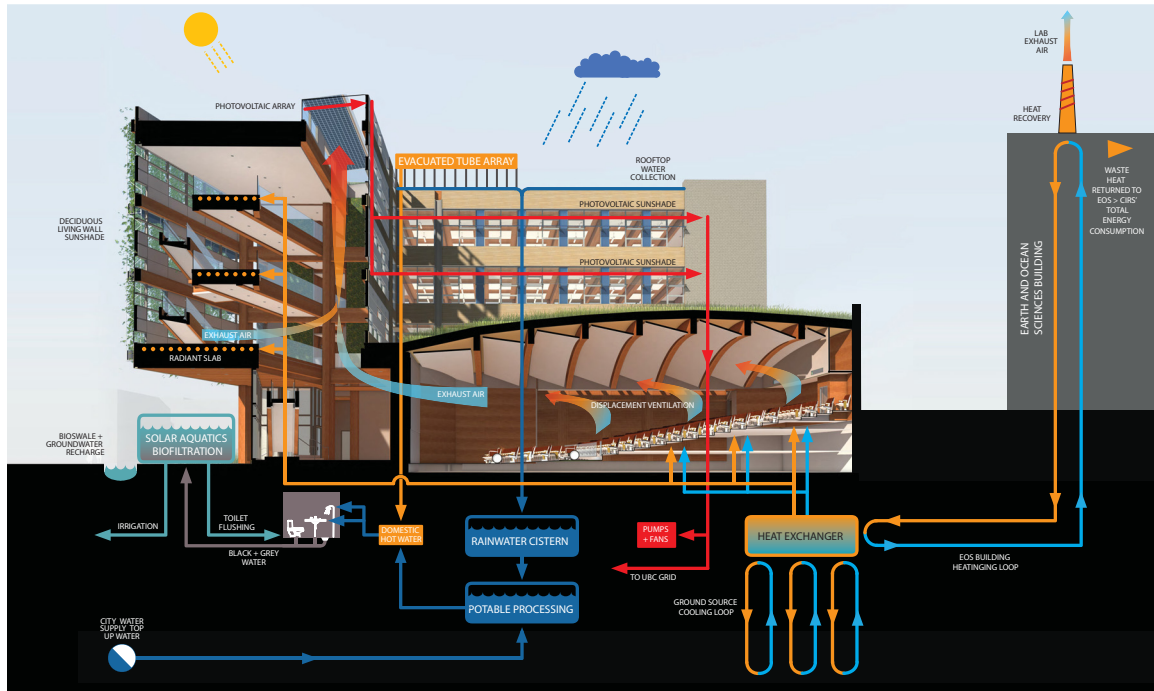 LAB
EXHAUST
AIR
PHOTOVOLTAIC ARRAY
HEAT
RECOVERY
EVACUATED TUBE ARRAY
ROOFTOP
WATER
COLLECTION
WASTE
HEAT
RETURNED TO
EOS > CIRS'
TOTAL
ENERGY
CONSUMPTION
PHOTOVOLTAIC SUNSHADE
DECIDUOUS
LIVING WALL
SUNSHADE
PHOTOVOLTAIC SUNSHADE
EARTH AND OCEAN
SCIENCES BUILDING
EXHAUST AIR
RADIANT SLAB
EXHAUST AIR
DISPLACEMENT VENTILATION
BIOSWALE +
GROUNDWATER
RECHARGE
SOLAR AQUATICS
BIOFILTRATION
IRRIGATION
TOILET
FLUSHING
BLACK + GREY
WATER
DOMESTIC
HOT WATER
RAINWATER CISTERN
PUMPS
+ FANS
HEAT EXCHANGER
EOS BUILDING
HEATINGING LOOP
TO UBC GRID
POTABLE PROCESSING
GROUND SOURCE
COOLING LOOP
CITY WATER
SUPPLY TOP
UP WATER